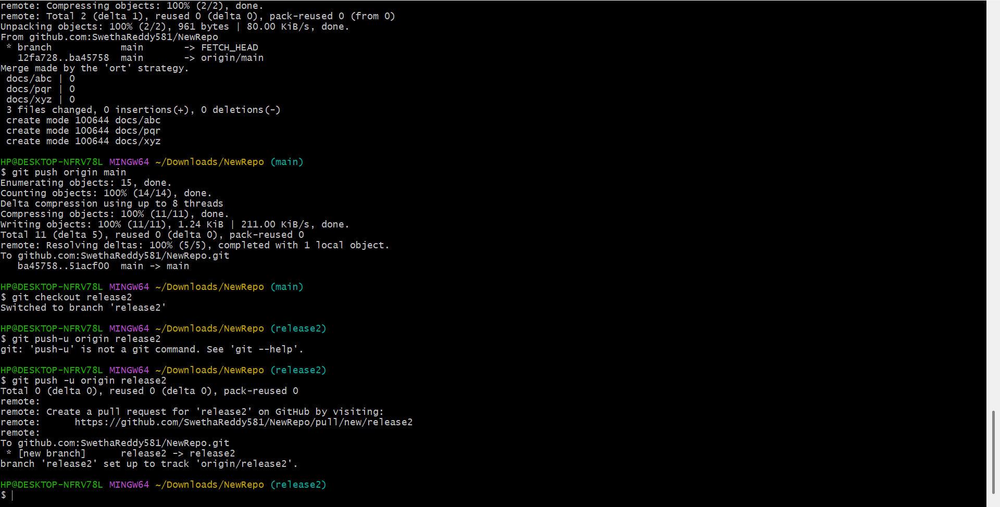 remote: Compressing objects: 100% (2/2), done.
remote: Total 2 (delta 1), reused 0 (delta 0), pack-reused 0 (from 0)
Unpacking objects: 100% (2/2), 961 bytes | 80.00 KiB/s, done.
From github.com:SwethaReddy581/NewRepo
 * branch            main       -> FETCH_HEAD
   12fa728..ba45758  main       -> origin/main
Merge made by the 'ort' strategy.
 docs/abc | 0
 docs/pqr | 0
 docs/xyz | 0
 3 files changed, 0 insertions(+), 0 deletions(-)
 create mode 100644 docs/abc
 create mode 100644 docs/pqr
 create mode 100644 docs/xyz

HP@DESKTOP-NFRV78L MINGW64 ~/Downloads/NewRepo (main)
$ git push origin main
Enumerating objects: 15, done.
Counting objects: 100% (14/14), done.
Delta compression using up to 8 threads
Compressing objects: 100% (11/11), done.
Writing objects: 100% (11/11), 1.24 KiB | 211.00 KiB/s, done.
Total 11 (delta 5), reused 0 (delta 0), pack-reused 0
remote: Resolving deltas: 100% (5/5), completed with 1 local object.
To github.com:SwethaReddy581/NewRepo.git
   ba45758..51acf00  main -> main

HP@DESKTOP-NFRV78L MINGW64 ~/Downloads/NewRepo (main)
$ git checkout release2
Switched to branch 'release2'

HP@DESKTOP-NFRV78L MINGW64 ~/Downloads/NewRepo (release2)
$ git push-u origin release2
git: 'push-u' is not a git command. See 'git --help'.

HP@DESKTOP-NFRV78L MINGW64 ~/Downloads/NewRepo (release2)
$ git push -u origin release2
Total 0 (delta 0), reused 0 (delta 0), pack-reused 0
remote:
remote: Create a pull request for 'release2' on GitHub by visiting:
remote:      https://github.com/SwethaReddy581/NewRepo/pull/new/release2
remote:
To github.com:SwethaReddy581/NewRepo.git
 * [new branch]      release2 -> release2
branch 'release2' set up to track 'origin/release2'.

HP@DESKTOP-NFRV78L MINGW64 ~/Downloads/NewRepo (release2)
$